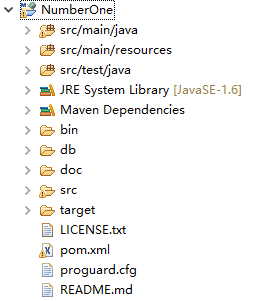 NumberOne
src/main/java
src/main/resources
src/test/java
JRE System Library [JavaSE-1.6]
Maven Dependencies
bin
db
doc
src
target
LICENSE.txt
pom.xml
proguard.cfg
README.md